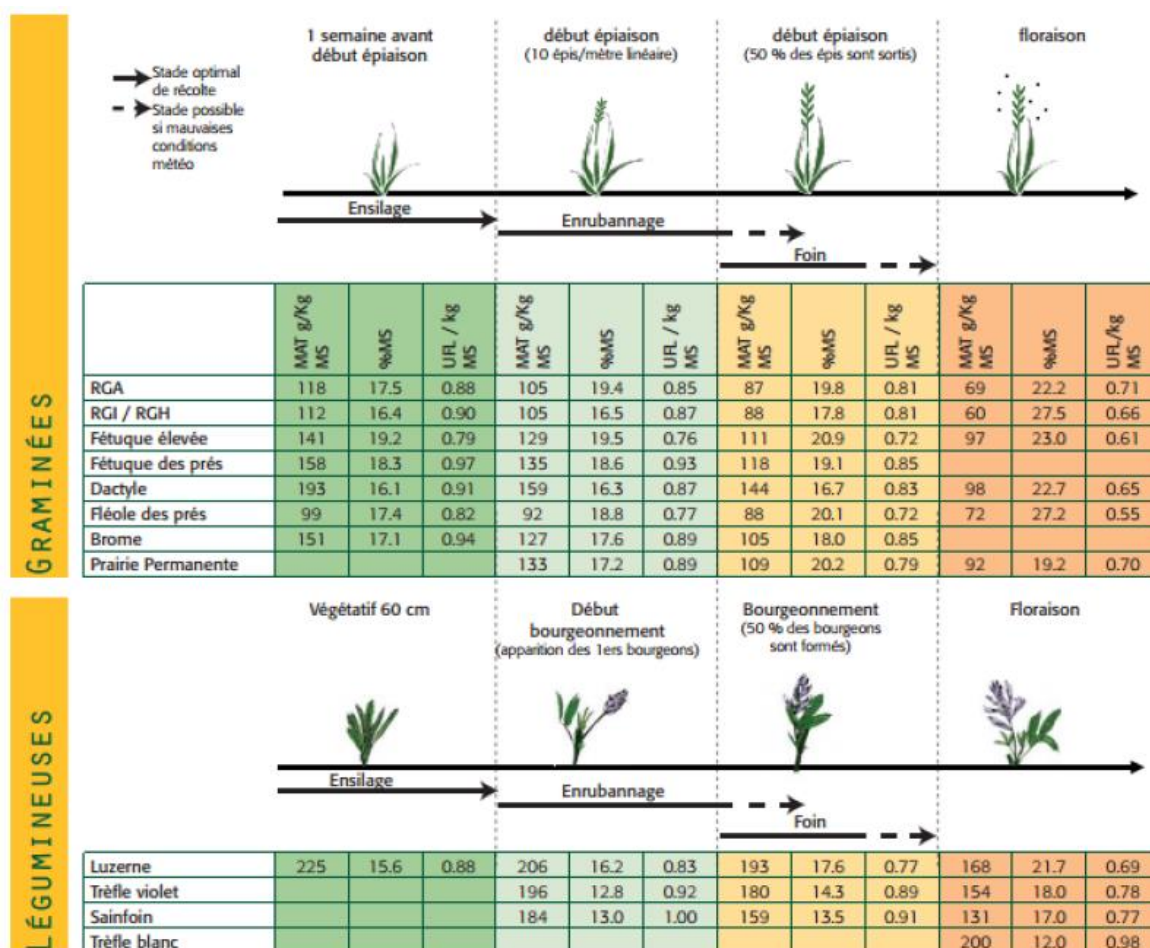 GRAMINÉES
1 semaine avant
début épiaison
début épiaison
(10 épis/mètre linéaire)
début épiaison
(50 % des épis sont sortis)
floraison
Stade optimal
de récolte
Stade possible
si mauvaises
conditions
météo
Ensilage
Enrubannage
Foin
MAT g/Kg MS %MS UFL / kg MS MAT g/Kg MS %MS UFL / kg MS MAT g/Kg MS %MS UFL / kg MS MAT g/Kg MS %MS UFL/kg MS
RGA 118 17.5 0.88 105 19.4 0.85 87 19.8 0.81 69 22.2 0.71
RGI / RGH 112 16.4 0.90 105 16.5 0.87 88 17.8 0.81 60 27.5 0.66
Fétuque élevée 141 19.2 0.79 129 19.5 0.76 111 20.9 0.72 97 23.0 0.61
Fétuque des prés 158 18.3 0.97 135 18.6 0.93 118 19.1 0.85
Dactyle 193 16.1 0.91 159 16.3 0.87 144 16.7 0.83 98 22.7 0.65
Fléole des prés 99 17.4 0.82 92 18.8 0.77 88 20.1 0.72 72 27.2 0.55
Brome 151 17.1 0.94 127 17.6 0.89 105 18.0 0.85
Prairie Permanente 133 17.2 0.89 109 20.2 0.79 92 19.2 0.70
LÉGUMINEUSES
Végétatif 60 cm
Début
bourgeonnement
(apparition des 1ers bourgeons)
Bourgeonnement
(50 % des bourgeons
sont formés)
Floraison
Ensilage
Enrubannage
Foin
Luzerne 225 15.6 0.88 206 16.2 0.83 193 17.6 0.77 168 21.7 0.69
Trèfle violet 196 12.8 0.92 180 14.3 0.89 154 18.0 0.78
Sainfoin 184 13.0 1.00 159 13.5 0.91 131 17.0 0.77
Trèfle blanc 200 12.0 0.98